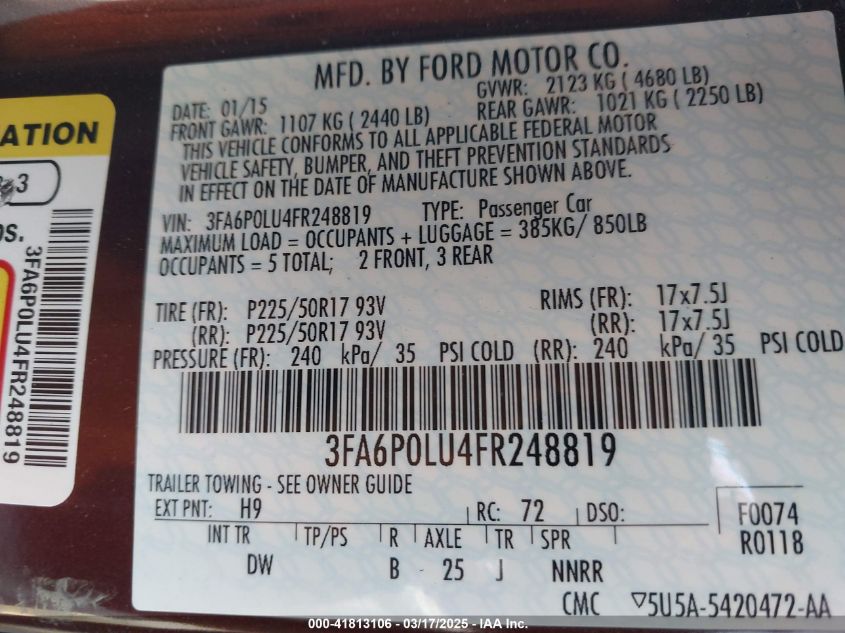 MFD. BY FORD MOTOR CO.
DATE: 01/15
GVWR: 2123 KG ( 4680 LB)
FRONT GAWR: 1107 KG ( 2440 LB)
REAR GAWR: 1021 KG ( 2250 LB)
THIS VEHICLE CONFORMS TO ALL APPLICABLE FEDERAL MOTOR
VEHICLE SAFETY, BUMPER, AND THEFT PREVENTION STANDARDS
IN EFFECT ON THE DATE OF MANUFACTURE SHOWN ABOVE.
VIN: 3FA6P0LU4FR248819 TYPE: Passenger Car
MAXIMUM LOAD = OCCUPANTS + LUGGAGE = 385KG/ 850LB
OCCUPANTS = 5 TOTAL; 2 FRONT, 3 REAR
TIRE (FR): P225/50R17 93V RIMS (FR): 17x7.5J
(RR): P225/50R17 93V (RR): 17x7.5J
PRESSURE (FR): 240 kPa/ 35 PSI COLD (RR): 240 kPa/ 35 PSI COLD
3FA6P0LU4FR248819
TRAILER TOWING - SEE OWNER GUIDE
EXT PNT: H9 RC: 72 DSO: F0074
R0118
INT TR TP/PS R AXLE TR SPR
DW B 25 J NNRR
CMC ▽5U5A-5420472-AA
ATION
3
OS.
3FA6P0LU4FR248819
000-41813106 - 03/17/2025 - IAA Inc.